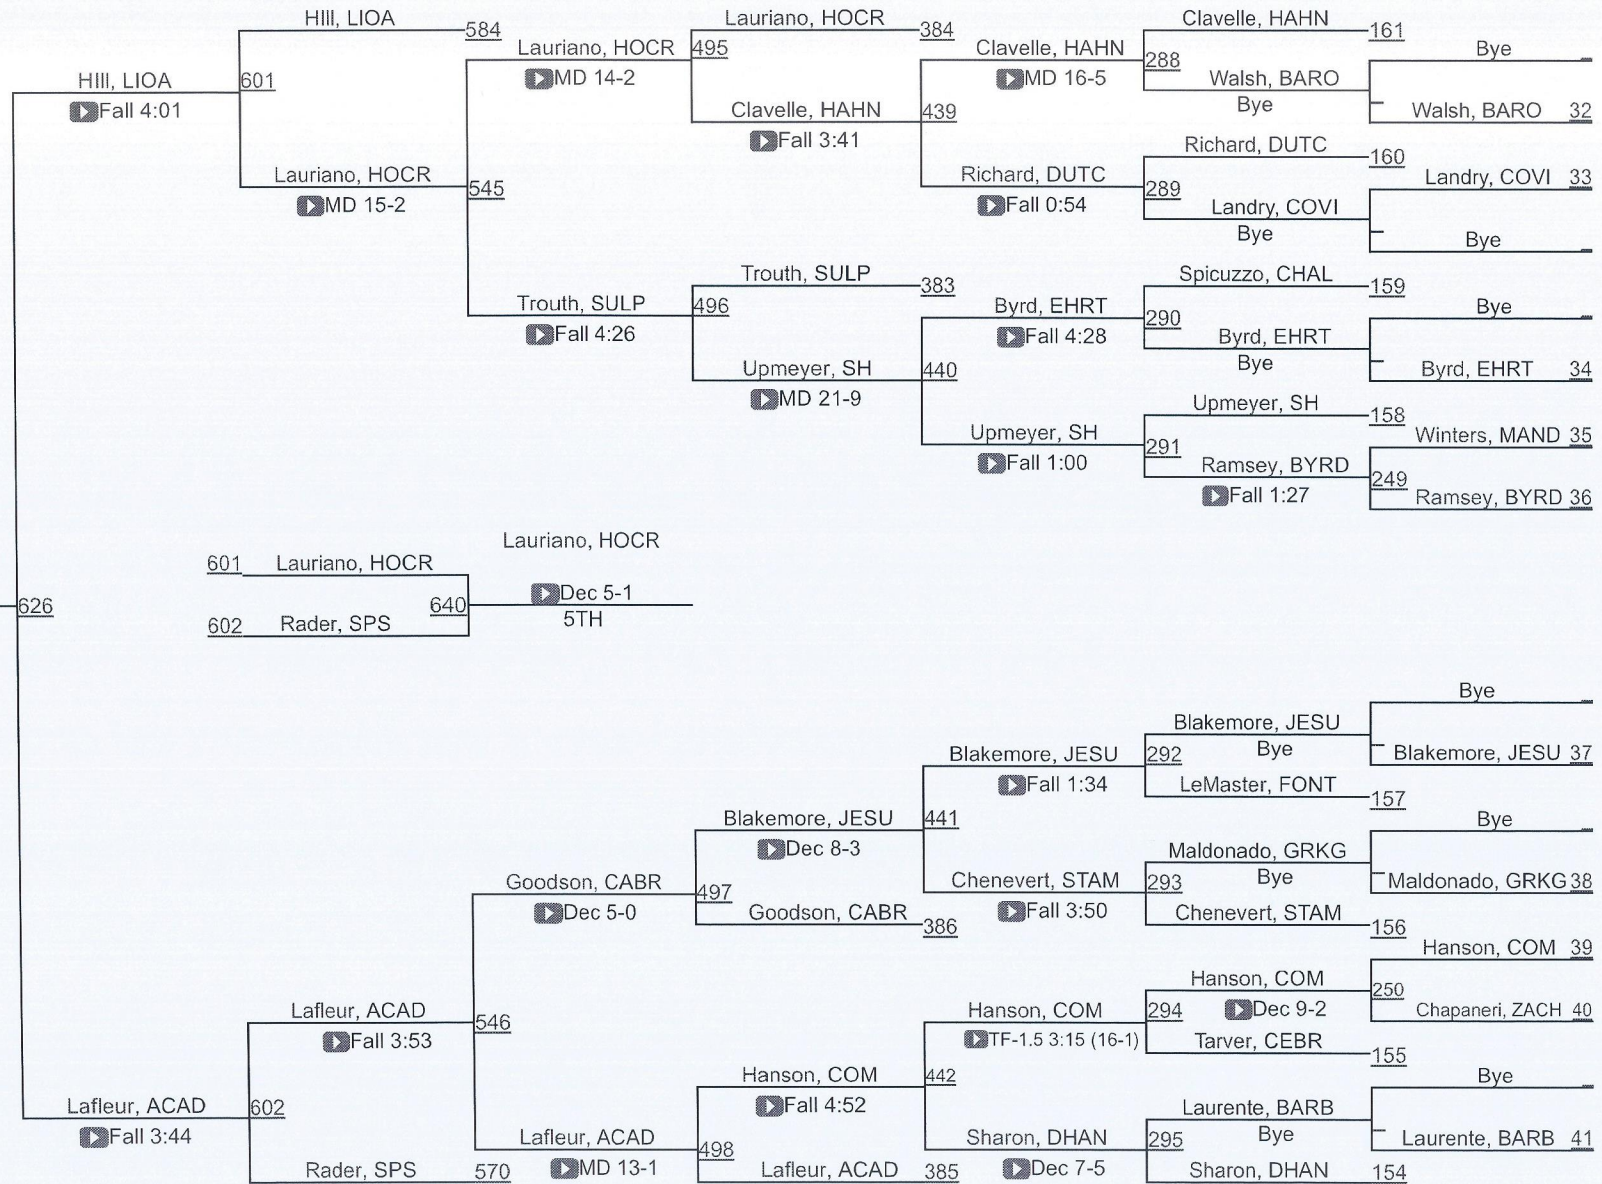 HIll, LIOA
584
Lauriano, HOCR
384
Clavelle, HAHN
161
Lauriano, HOCR
495
MD 14-2
Clavelle, HAHN
288
MD 16-5
Bye
HIll, LIOA
601
Fall 4:01
Walsh, BARO
Bye
Walsh, BARO 32
Clavelle, HAHN
439
Fall 3:41
Richard, DUTC
160
Lauriano, HOCR
545
MD 15-2
Richard, DUTC
289
Fall 0:54
Landry, COVI 33
Landry, COVI
Bye
Bye
Trouth, SULP
383
Spicuzzo, CHAL
159
Trouth, SULP
496
Fall 4:26
Byrd, EHRT
290
Fall 4:28
Bye
Byrd, EHRT
Bye
Byrd, EHRT 34
Upmeyer, SH
440
MD 21-9
Upmeyer, SH
158
Upmeyer, SH
291
Fall 1:00
Winters, MAND 35
Ramsey, BYRD
249
Fall 1:27
Ramsey, BYRD 36
Lauriano, HOCR
601 Lauriano, HOCR
Dec 5-1
626
640
5TH
602 Rader, SPS
Bye
Blakemore, JESU
Bye
Blakemore, JESU
292
Fall 1:34
Blakemore, JESU 37
LeMaster, FONT
157
Blakemore, JESU
441
Dec 8-3
Bye
Maldonado, GRKG
Bye
Goodson, CABR
497
Dec 5-0
Chenevert, STAM
293
Fall 3:50
Maldonado, GRKG 38
Goodson, CABR
386
Chenevert, STAM
156
Hanson, COM 39
Hanson, COM
250
Dec 9-2
Lafleur, ACAD
546
Fall 3:53
Hanson, COM
294
TF-1.5 3:15 (16-1)
Chapaneri, ZACH 40
Tarver, CEBR
155
Hanson, COM
442
Fall 4:52
Bye
Lafleur, ACAD
602
Fall 3:44
Laurente, BARB
Bye
Lafleur, ACAD
498
MD 13-1
Sharon, DHAN
295
Dec 7-5
Laurente, BARB 41
Rader, SPS
570
Lafleur, ACAD
385
Sharon, DHAN
154